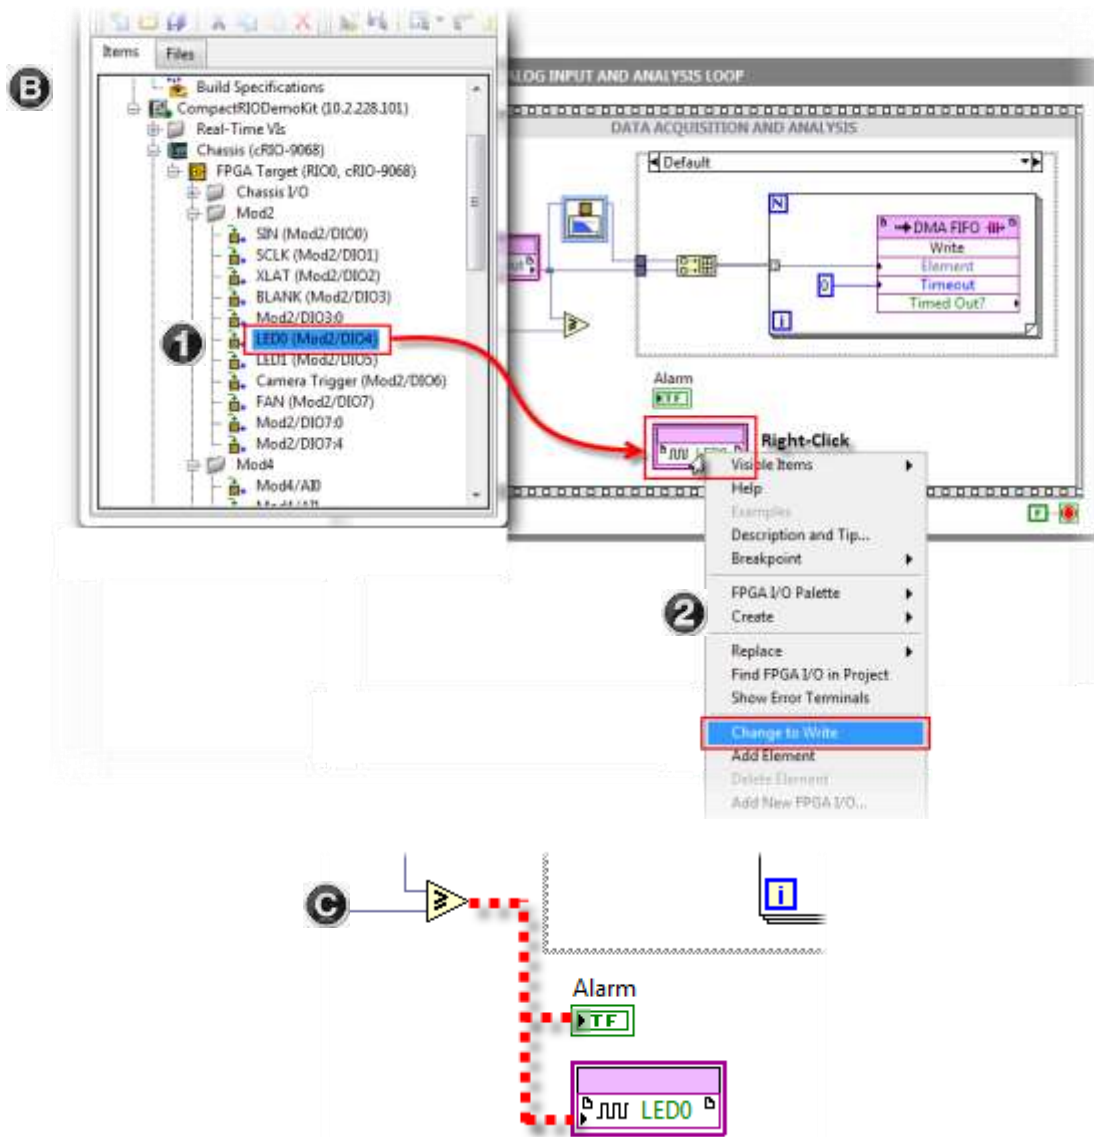 B
Items Files
Build Specifications
CompactRIODemoKit (10.2.228.101)
Real-Time VIs
Chassis (cRIO-9068)
FPGA Target (RIO0, cRIO-9068)
Chassis I/O
Mod2
SIN (Mod2/DIO0)
SCLK (Mod2/DIO1)
XLAT (Mod2/DIO2)
BLANK (Mod2/DIO3)
Mod2/DIO3:0
1
LED0 (Mod2/DIO4)
LED1 (Mod2/DIO5)
Camera Trigger (Mod2/DIO6)
FAN (Mod2/DIO7)
Mod2/DIO7:0
Mod2/DIO7:4
Mod4
Mod4/AI0
Mod4/AI1
ALOG INPUT AND ANALYSIS LOOP
DATA ACQUISITION AND ANALYSIS
Default
N
DMA FIFO
Write
Element
0
Timeout
Timed Out?
i
Alarm
TF
Right-Click
Visible Items
Help
Examples
Description and Tip...
Breakpoint
F
FPGA I/O Palette
2
Create
Replace
Find FPGA I/O in Project
Show Error Terminals
Change to Write
Add Element
Delete Element
Add New FPGA I/O...
C
≥
i
Alarm
TF
LED0